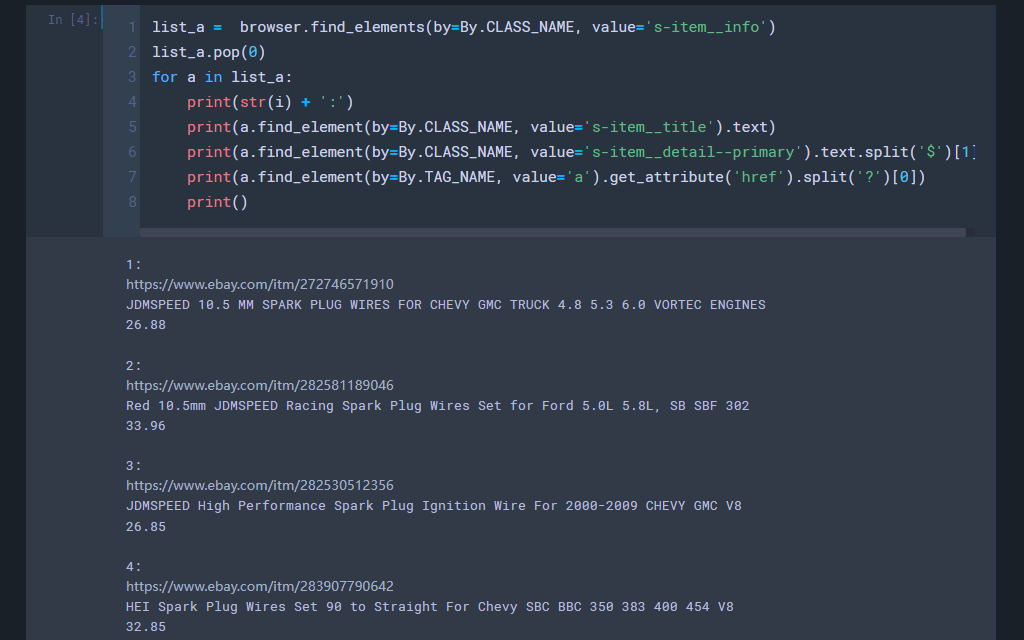 In [4]:
1 list_a =  browser.find_elements(by=By.CLASS_NAME, value='s-item__info')
2 list_a.pop(0)
3 for a in list_a:
4     print(str(i) + ':')
5     print(a.find_element(by=By.CLASS_NAME, value='s-item__title').text)
6     print(a.find_element(by=By.CLASS_NAME, value='s-item__detail--primary').text.split('$')[1]
7     print(a.find_element(by=By.TAG_NAME, value='a').get_attribute('href').split('?')[0])
8     print()
1:
https://www.ebay.com/itm/272746571910
JDMSPEED 10.5 MM SPARK PLUG WIRES FOR CHEVY GMC TRUCK 4.8 5.3 6.0 VORTEC ENGINES
26.88
2:
https://www.ebay.com/itm/282581189046
Red 10.5mm JDMSPEED Racing Spark Plug Wires Set for Ford 5.0L 5.8L, SB SBF 302
33.96
3:
https://www.ebay.com/itm/282530512356
JDMSPEED High Performance Spark Plug Ignition Wire For 2000-2009 CHEVY GMC V8
26.85
4:
https://www.ebay.com/itm/283907790642
HEI Spark Plug Wires Set 90 to Straight For Chevy SBC BBC 350 383 400 454 V8
32.85